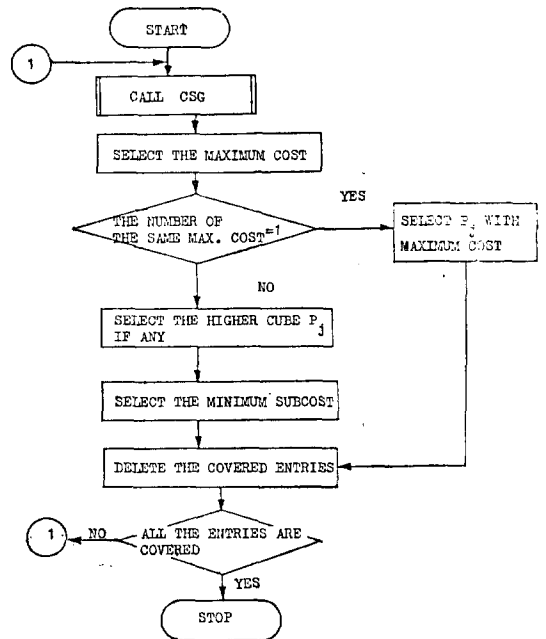 START
1
CALL CSG
SELECT THE MAXIMUM COST
THE NUMBER OF
THE SAME MAX. COST=1
YES
SELECT Pj WITH
MAXIMUM COST
NO
SELECT THE HIGHER CUBE Pj
IF ANY
SELECT THE MINIMUM SUBCOST
DELETE THE COVERED ENTRIES
1
NO
ALL THE ENTRIES ARE
COVERED
YES
STOP